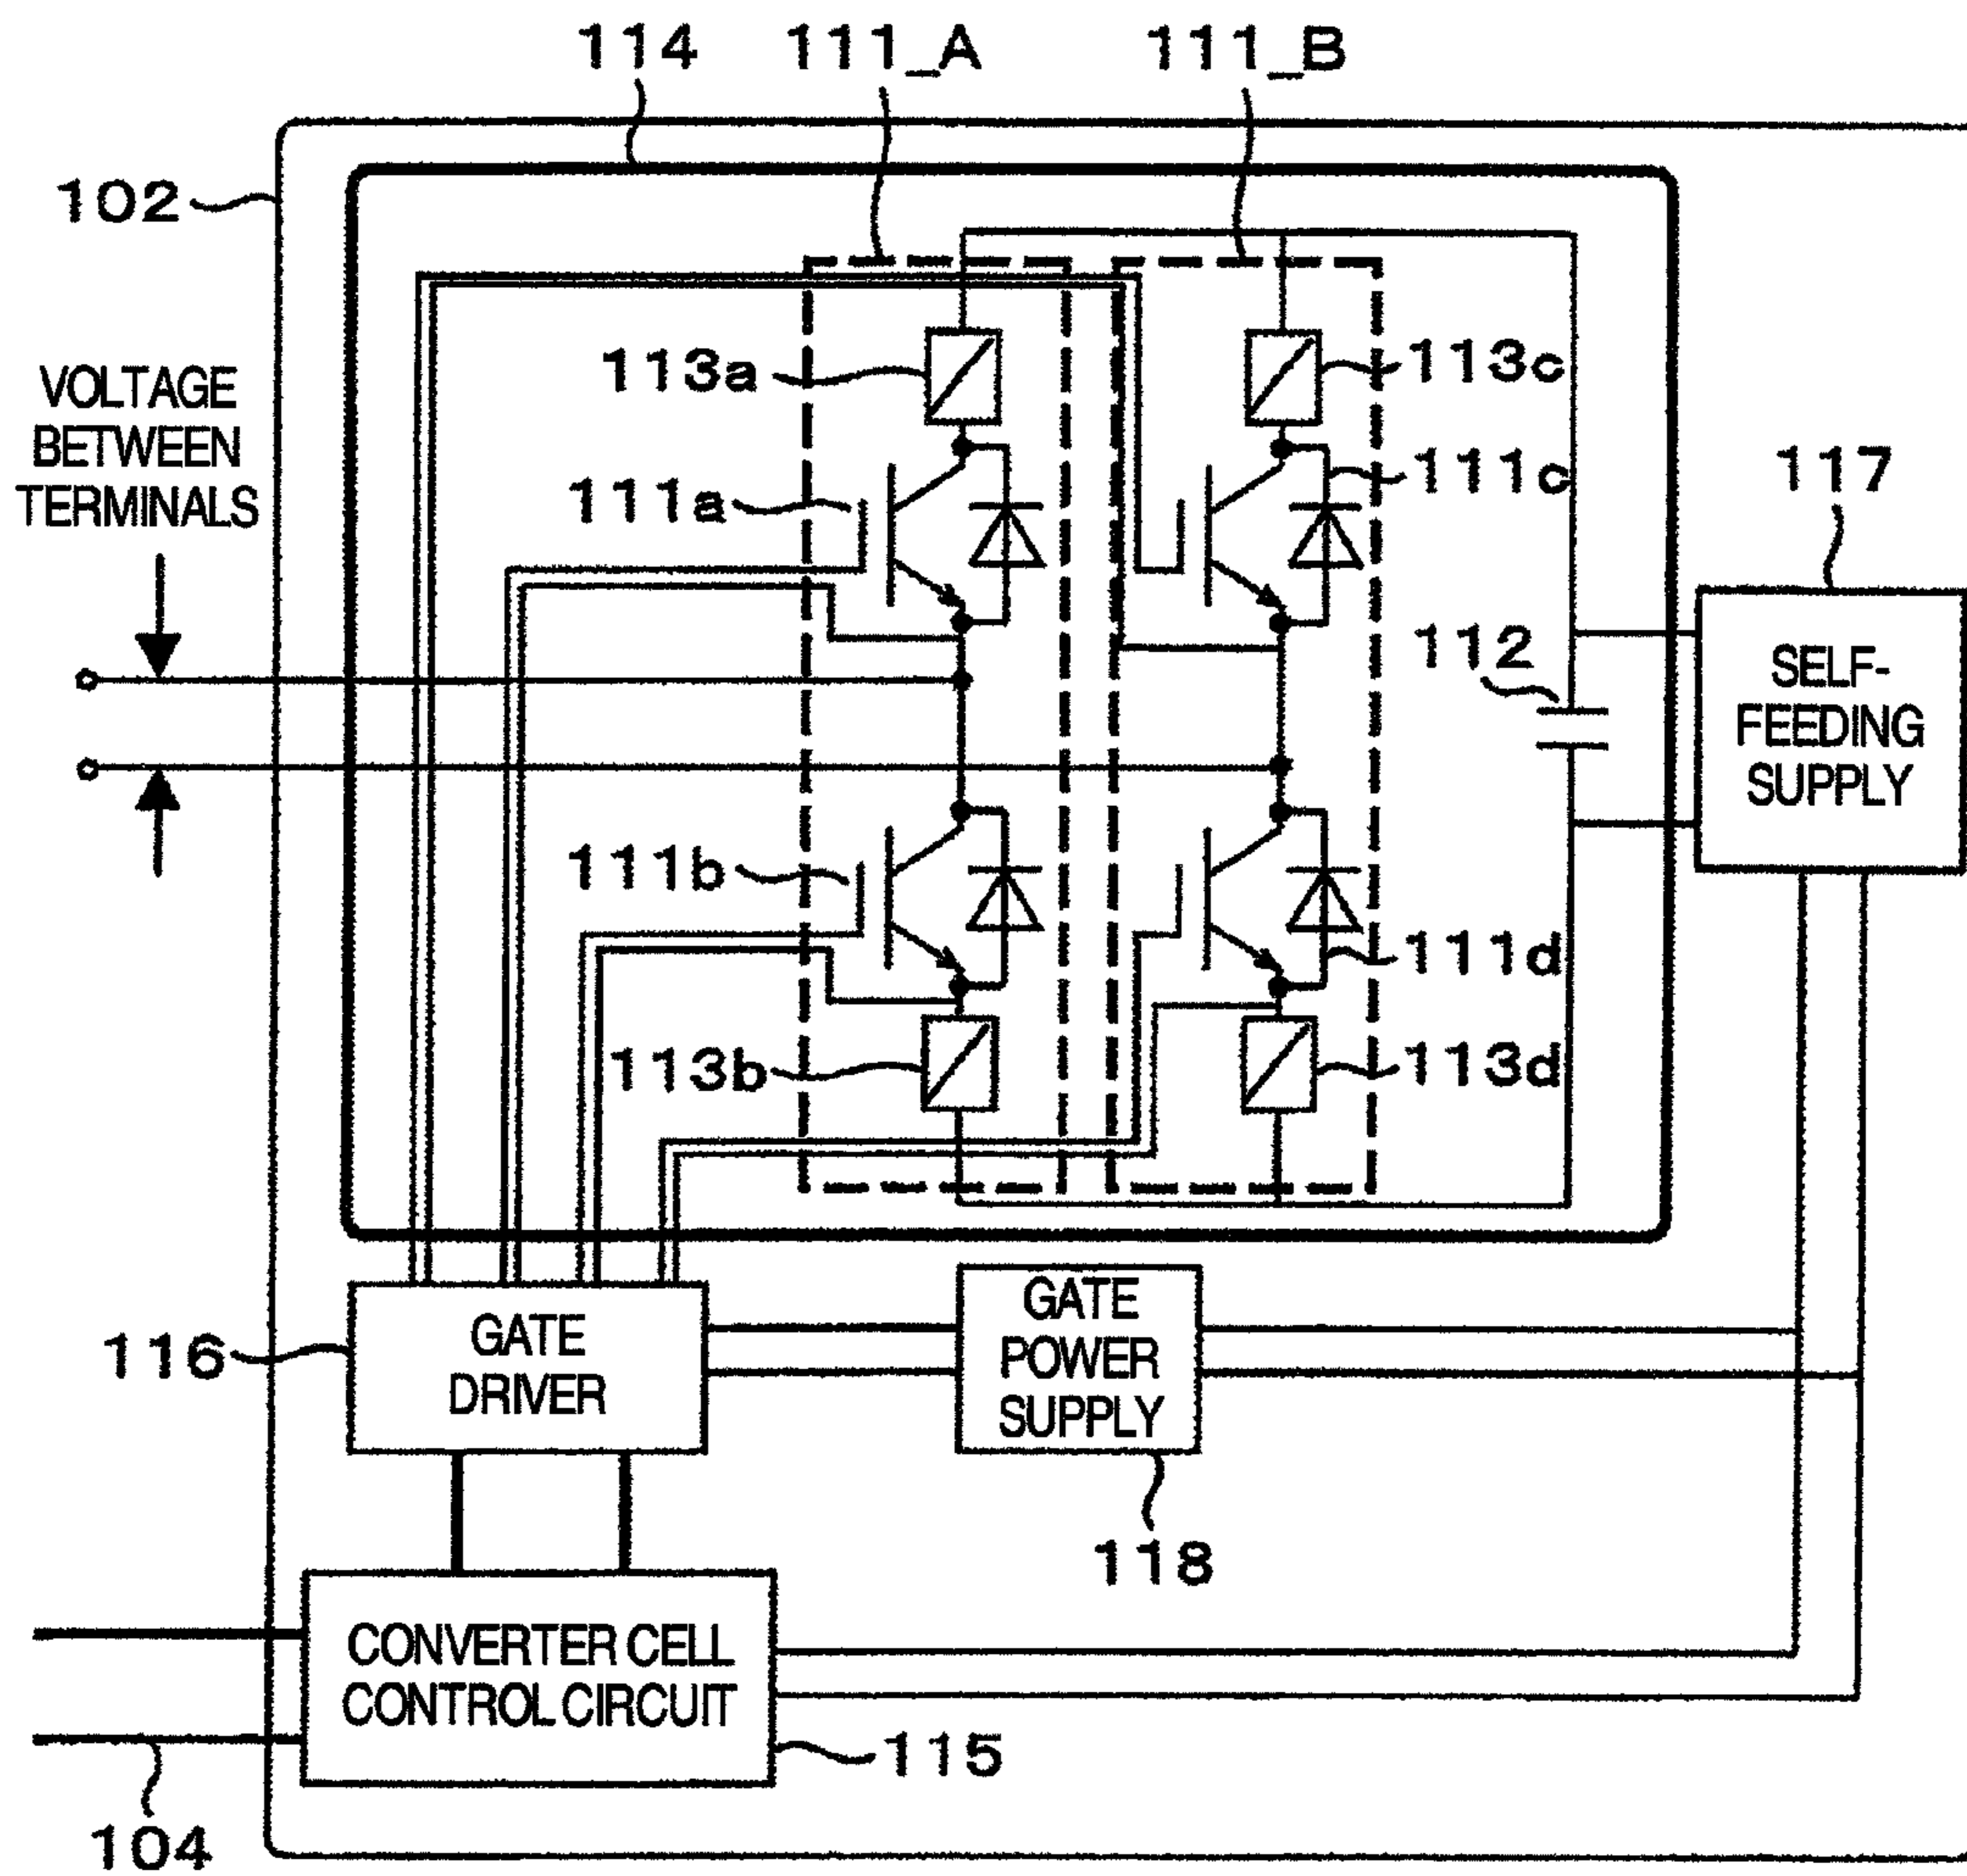 114
111_A
111_B
102
113a
113c
VOLTAGE
BETWEEN
TERMINALS
111a
111c
117
112
SELF-
FEEDING
SUPPLY
111b
111d
113b
113d
116
GATE
DRIVER
GATE
POWER
SUPPLY
118
CONVERTER CELL
CONTROL CIRCUIT
115
104